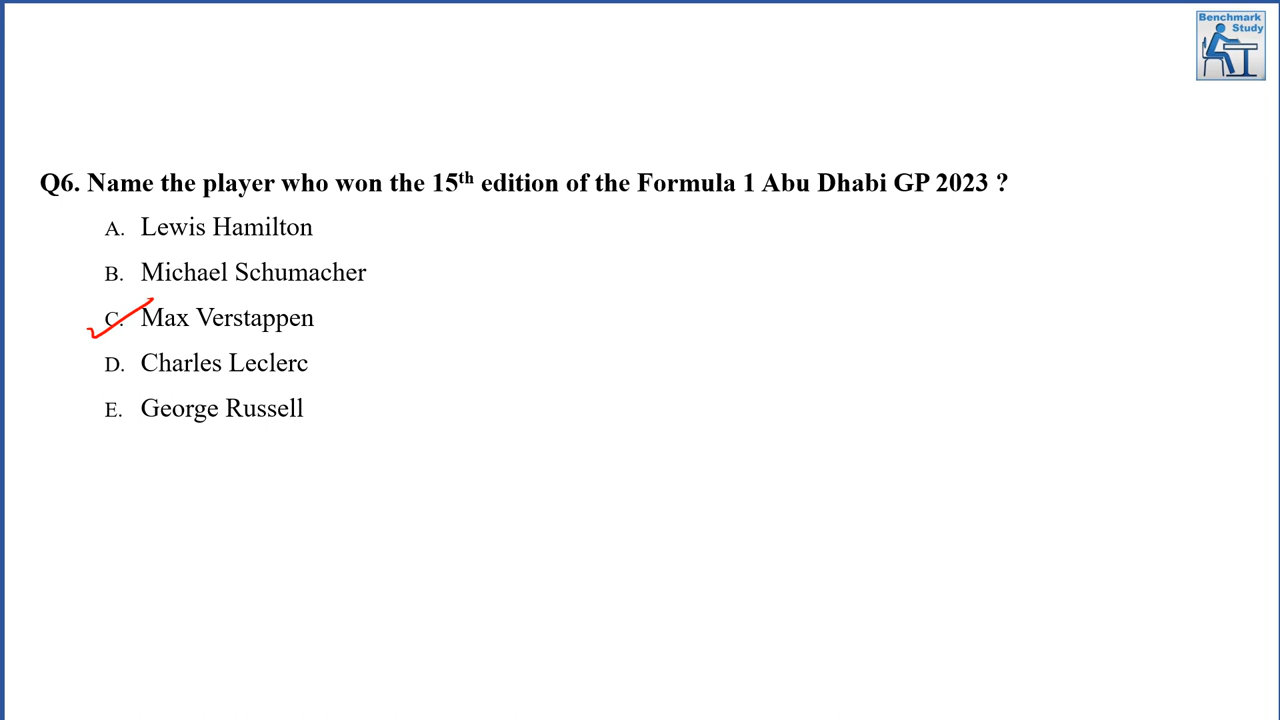 Benchmark
Study
Q6. Name the player who won the 15th edition of the Formula 1 Abu Dhabi GP 2023 ?
A. Lewis Hamilton
B. Michael Schumacher
C. Max Verstappen
D. Charles Leclerc
E. George Russell